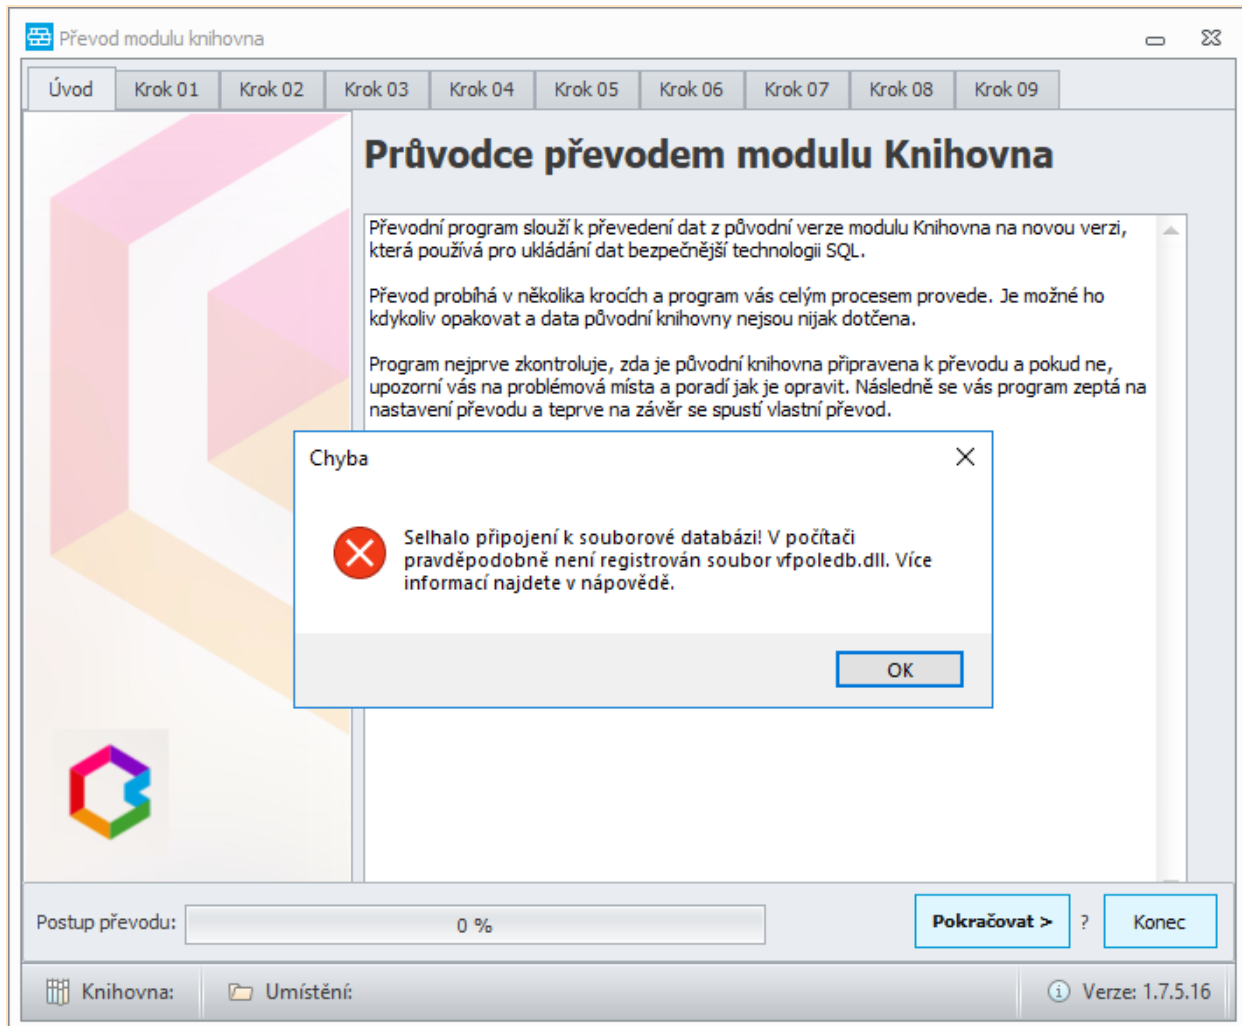 Převod modulu knihovna
Úvod
Krok 01
Krok 02
Krok 03
Krok 04
Krok 05
Krok 06
Krok 07
Krok 08
Krok 09
Průvodce převodem modulu Knihovna
Převodní program slouží k převedení dat z původní verze modulu Knihovna na novou verzi,
která používá pro ukládání dat bezpečnější technologii SQL.
Převod probíhá v několika krocích a program vás celým procesem provede. Je možné ho
kdykoliv opakovat a data původní knihovny nejsou nijak dotčena.
Program nejprve zkontroluje, zda je původní knihovna připravena k převodu a pokud ne,
upozorní vás na problémová místa a poradí jak je opravit. Následně se vás program zeptá na
nastavení převodu a teprve na závěr se spustí vlastní převod.
Chyba
Selhalo připojení k souborové databázi! V počítači
pravděpodobně není registrován soubor vfpoledb.dll. Více
informací najdete v nápovědě.
OK
Postup převodu:
0 %
Pokračovat >
?
Konec
Knihovna:
Umístění:
Verze: 1.7.5.16